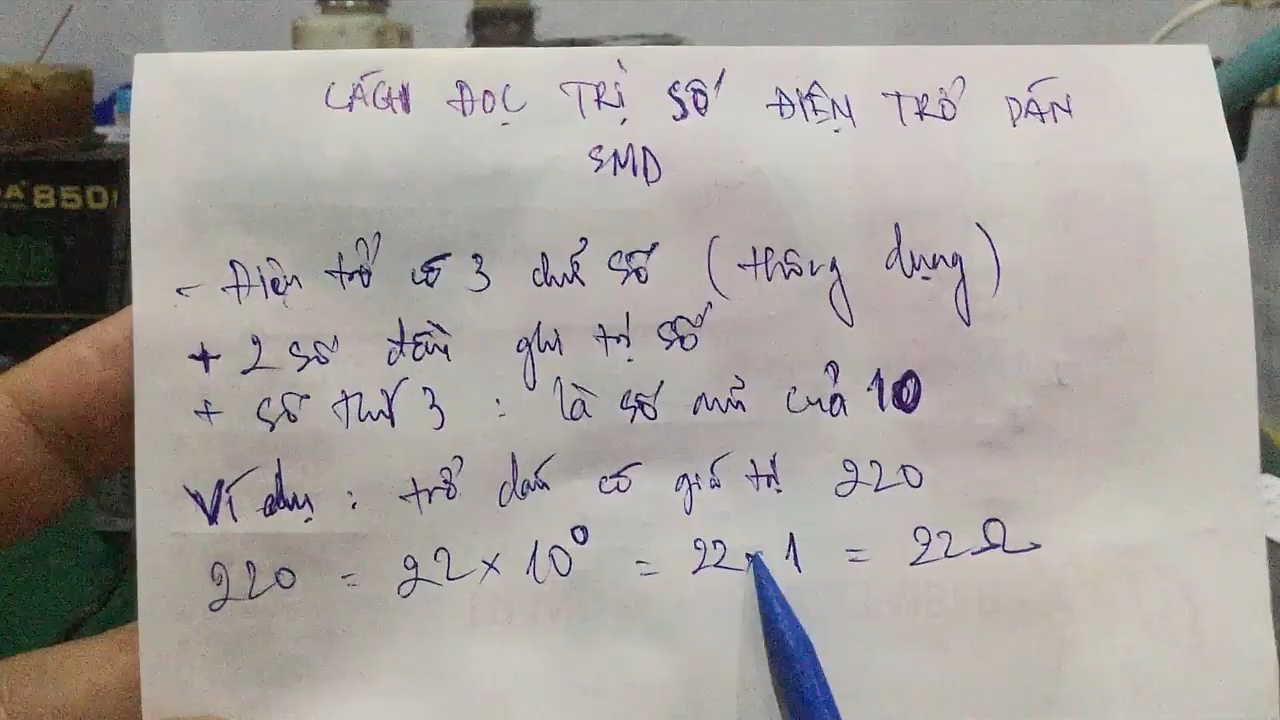 CÁCH ĐỌC TRỊ SỐ ĐIỆN TRỞ DÁN
SMD
- Điện trở có 3 chữ số (thông dụng)
+ 2 số đầu ghi trị số
+ số thứ 3 : là số mũ của 10
Ví dụ : trở dán có giá trị 220
220 = 22 x 10⁰ = 22 x 1 = 22Ω
850